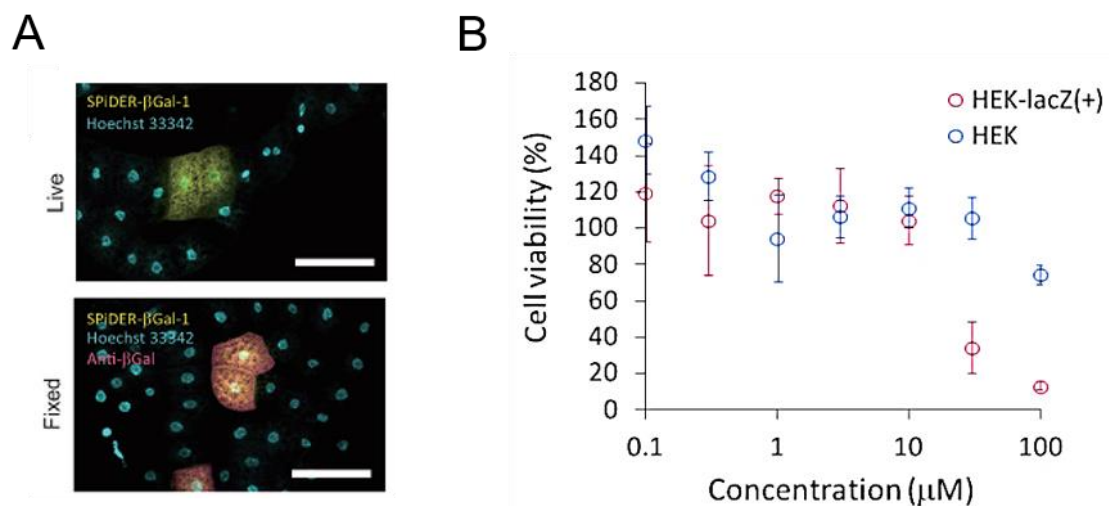 A
Live
SPiDER-βGal-1
Hoechst 33342
Fixed
SPiDER-βGal-1
Hoechst 33342
Anti-βGal
B
Cell viability (%)
180
160
140
120
100
80
60
40
20
0
0.1
1
10
100
Concentration (μM)
HEK-lacZ(+)
HEK